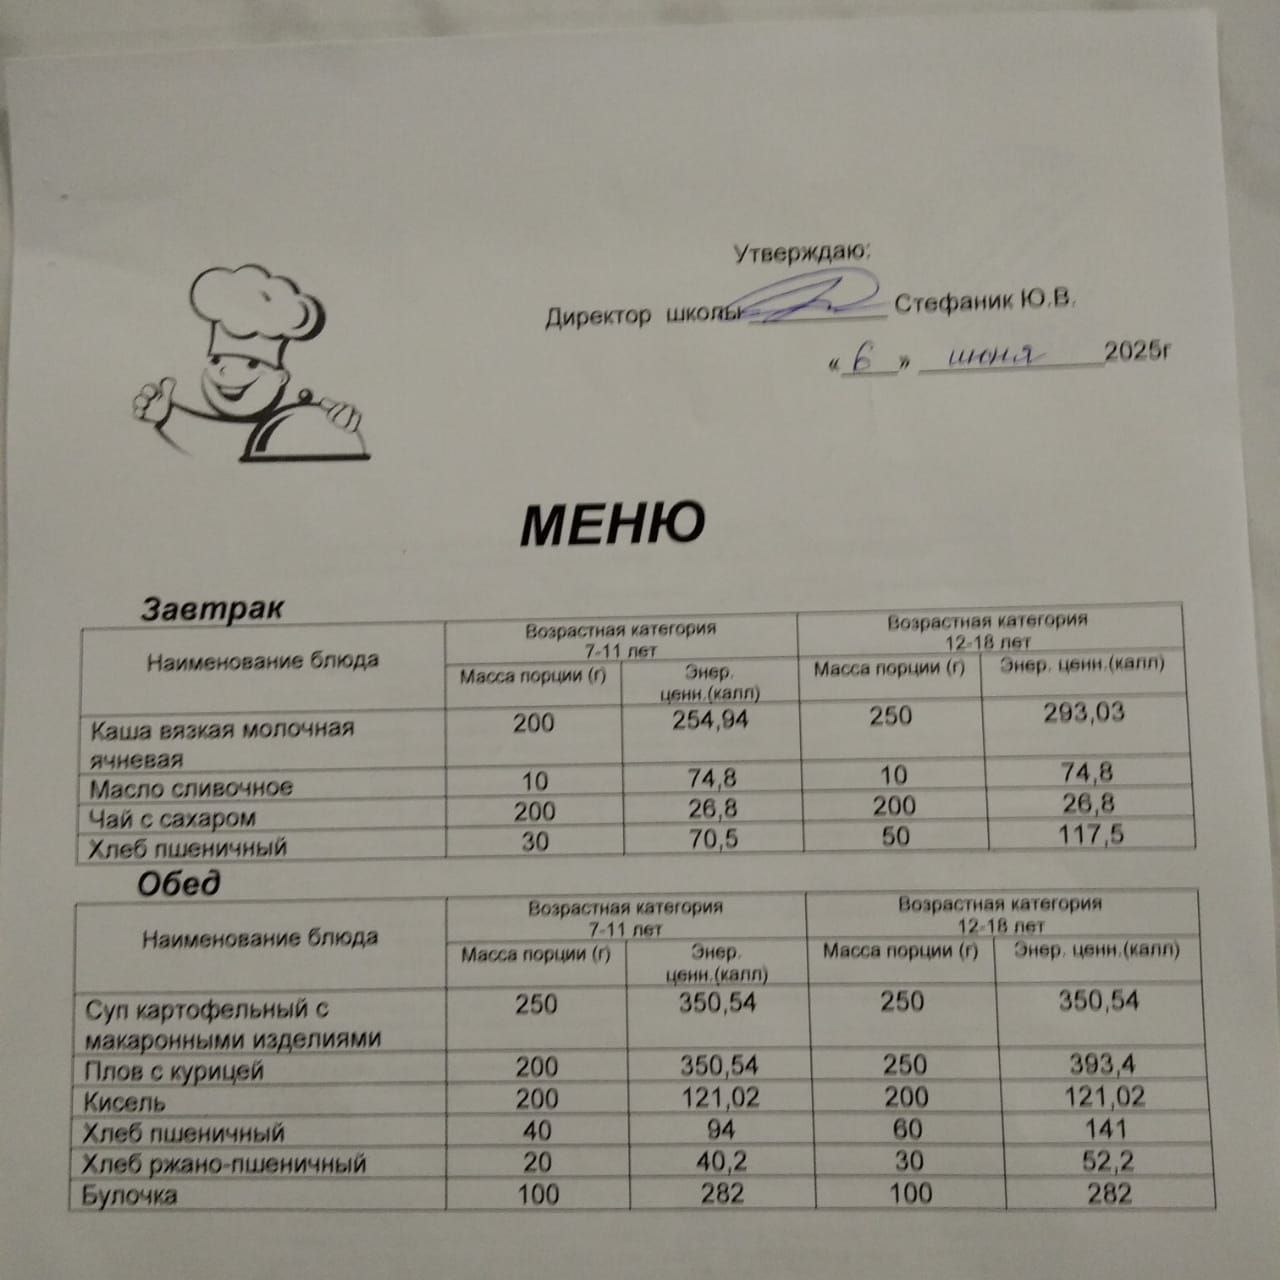 Утверждаю:
Директор школы Стефаник Ю.В.
«6» июня 2025г
МЕНЮ
Завтрак
Наименование блюда Возрастная категория 7-11 лет Возрастная категория 12-18 лет
Масса порции (г) Энер. ценн.(калл) Масса порции (г) Энер. ценн.(калл)
Каша вязкая молочная ячневая 200 254,94 250 293,03
Масло сливочное 10 74,8 10 74,8
Чай с сахаром 200 26,8 200 26,8
Хлеб пшеничный 30 70,5 50 117,5
Обед
Наименование блюда Возрастная категория 7-11 лет Возрастная категория 12-18 лет
Масса порции (г) Энер. ценн.(калл) Масса порции (г) Энер. ценн.(калл)
Суп картофельный с макаронными изделиями 250 350,54 250 350,54
Плов с курицей 200 350,54 250 393,4
Кисель 200 121,02 200 121,02
Хлеб пшеничный 40 94 60 141
Хлеб ржано-пшеничный 20 40,2 30 52,2
Булочка 100 282 100 282